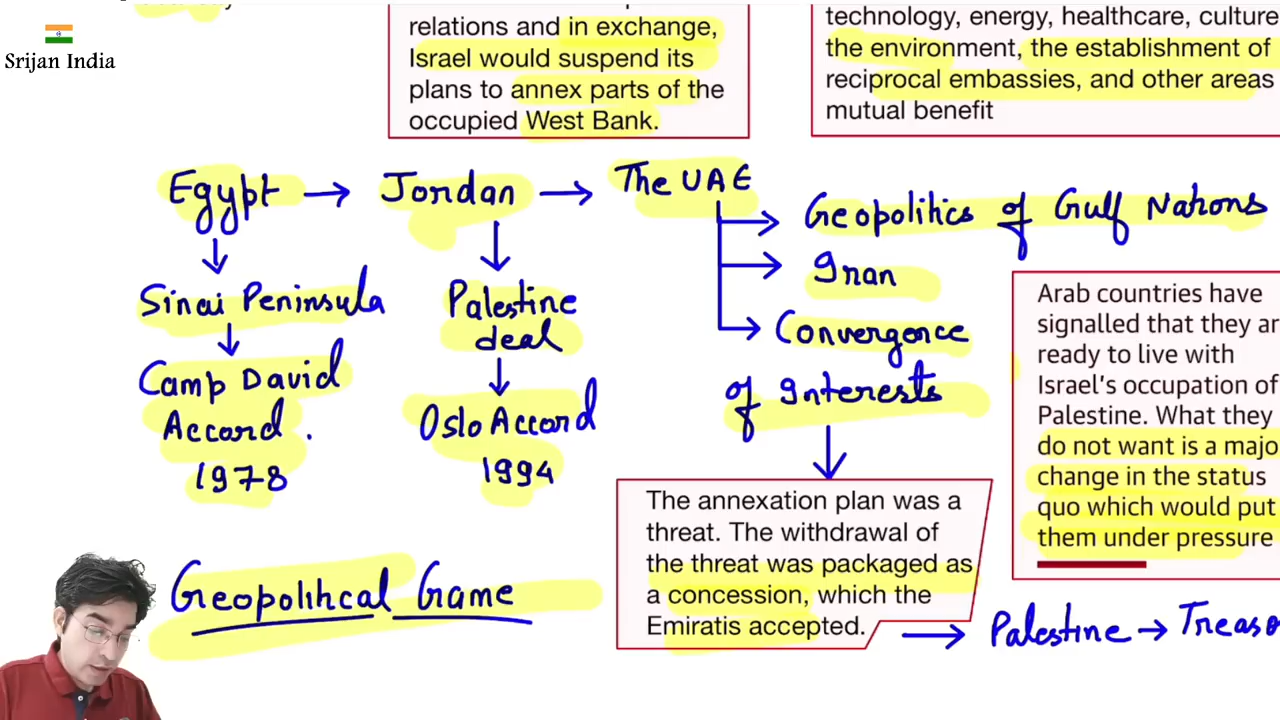 Srijan India
relations and in exchange,
Israel would suspend its
plans to annex parts of the
occupied West Bank.
technology, energy, healthcare, culture
the environment, the establishment of
reciprocal embassies, and other areas
mutual benefit
Egypt → Jordan → The UAE
Geopolitics of Gulf Nations
Iran
Convergence
of Interests
Sinai Peninsula
Camp David
Accord.
1978
Palestine
deal
Oslo Accord
1994
Arab countries have
signalled that they ar
ready to live with
Israel's occupation of
Palestine. What they
do not want is a majo
change in the status
quo which would put
them under pressure
The annexation plan was a
threat. The withdrawal of
the threat was packaged as
a concession, which the
Emiratis accepted.
→ Palestine → Treaso
Geopolitical Game